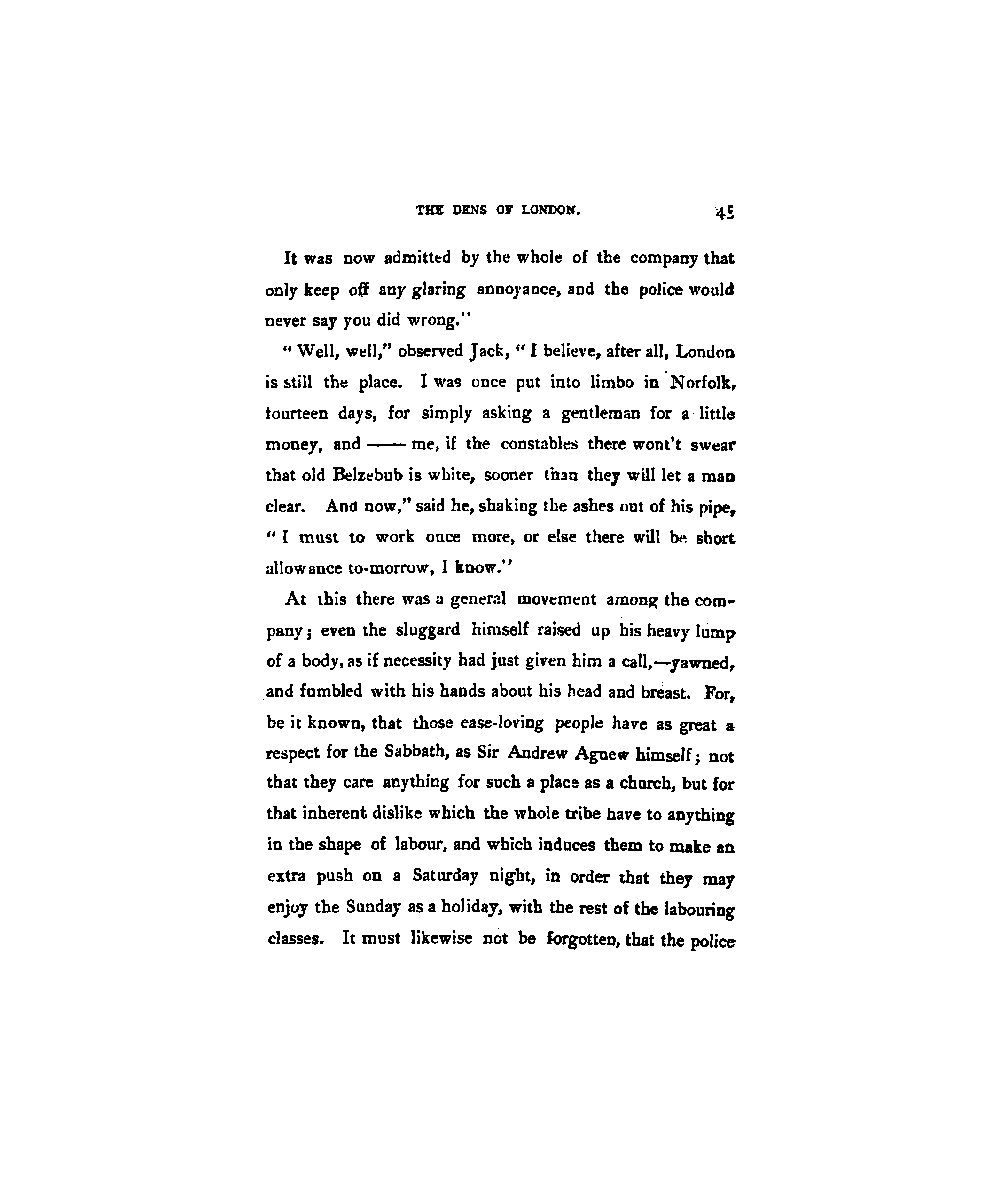 THE DENS OF LONDON. 45
It was now admitted by the whole of the company that
only keep off any glaring annoyance, and the police would
never say you did wrong."
" Well, well," observed Jack, " I believe, after all, London
is still the place. I was once put into limbo in Norfolk,
fourteen days, for simply asking a gentleman for a little
money, and —— me, if the constables there wont't swear
that old Belzebub is white, sooner than they will let a man
clear. And now," said he, shaking the ashes out of his pipe,
" I must to work once more, or else there will be short
allowance to-morrow, I know."
At this there was a general movement among the com-
pany ; even the sluggard himself raised up his heavy lump
of a body, as if necessity had just given him a call,—yawned,
and fumbled with his hands about his head and breast. For,
be it known, that those ease-loving people have as great a
respect for the Sabbath, as Sir Andrew Agnew himself ; not
that they care anything for such a place as a church, but for
that inherent dislike which the whole tribe have to anything
in the shape of labour, and which induces them to make an
extra push on a Saturday night, in order that they may
enjoy the Sunday as a holiday, with the rest of the labouring
classes. It must likewise not be forgotten, that the police